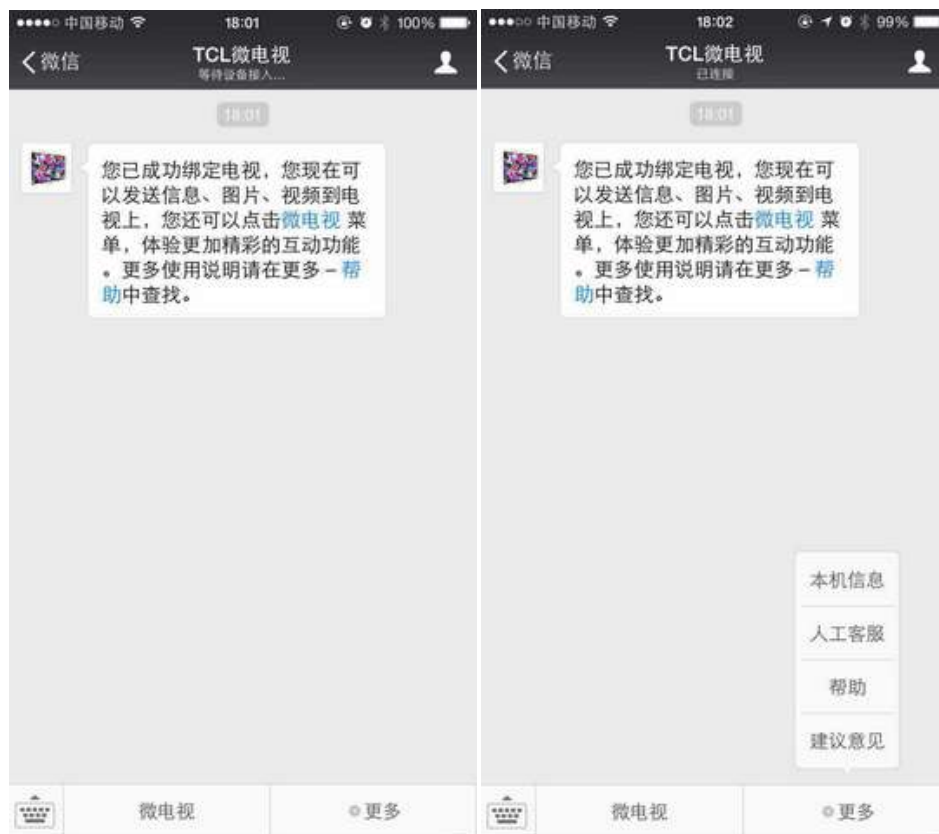 中国移动 18:01 100%
微信 TCL微电视
等待设备接入...
18:01
您已成功绑定电视，您现在可
以发送信息、图片、视频到电
视上，您还可以点击微电视 菜
单，体验更加精彩的互动功能
。更多使用说明请在更多－帮
助中查找。
微电视 更多
中国移动 18:02 99%
微信 TCL微电视
已连接
18:01
您已成功绑定电视，您现在可
以发送信息、图片、视频到电
视上，您还可以点击微电视 菜
单，体验更加精彩的互动功能
。更多使用说明请在更多－帮
助中查找。
本机信息
人工客服
帮助
建议意见
微电视 更多